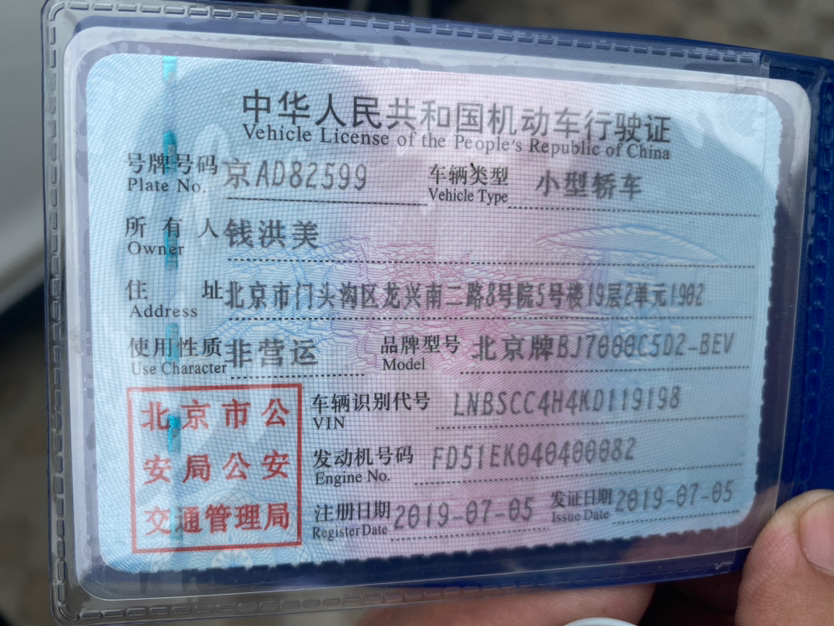 中华人民共和国机动车行驶证
Vehicle License of the People's Republic of China
号牌号码 京AD82599 车辆类型 小型轿车
Plate No. Vehicle Type
所有人 钱洪美
Owner
住址 北京市门头沟区龙兴南二路8号院5号楼19层2单元1902
Address
使用性质 非营运 品牌型号 北京牌BJ7000C5D2-BEV
Use Character Model
北京市公
安局公安
交通管理局
车辆识别代号 LNBSCC4H4KD119198
VIN
发动机号码 FD51EK040400082
Engine No.
注册日期 2019-07-05 发证日期 2019-07-05
Register Date Issue Date